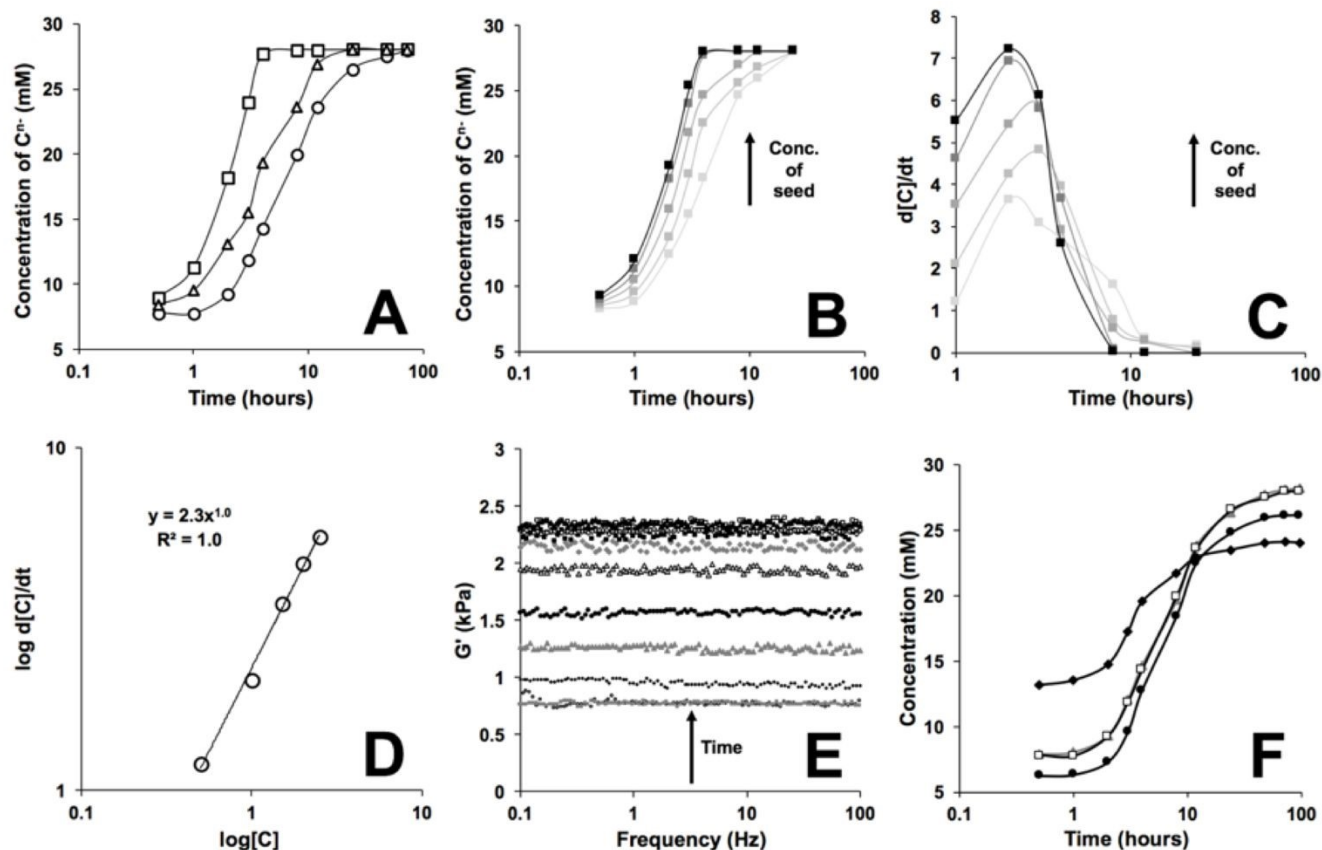 30
25
20
15
10
5
0.1
1
10
100
Concentration of Cⁿ⁻ (mM)
Time (hours)
A
30
25
20
15
10
5
0.1
1
10
100
Concentration of Cⁿ⁻ (mM)
Time (hours)
Conc.
of
seed
B
8
7
6
5
4
3
2
1
0
1
10
100
d[C]/dt
Time (hours)
Conc.
of
seed
C
10
1
0.1
1
10
log d[C]/dt
log[C]
y = 2.3x¹·⁰
R² = 1.0
D
3
2.5
2
1.5
1
0.5
0
0.1
1
10
100
G' (kPa)
Frequency (Hz)
Time
E
30
25
20
15
10
5
0.1
1
10
100
Concentration (mM)
Time (hours)
F